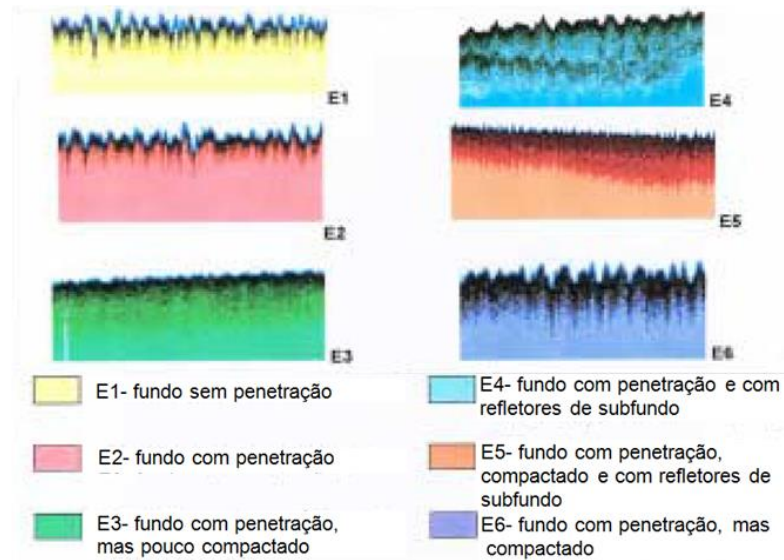 E1
E4
E2
E5
E3
E6
E1- fundo sem penetração
E4- fundo com penetração e com
refletores de subfundo
E2- fundo com penetração
E5- fundo com penetração,
compactado e com refletores de
subfundo
E3- fundo com penetração,
mas pouco compactado
E6- fundo com penetração, mas
compactado